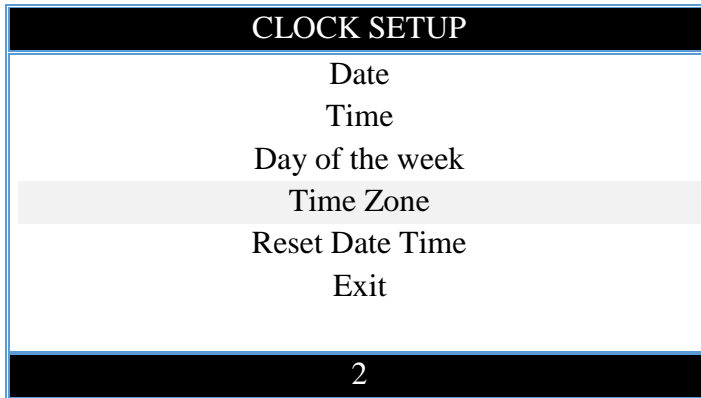 CLOCK SETUP
Date
Time
Day of the week
Time Zone
Reset Date Time
Exit
2